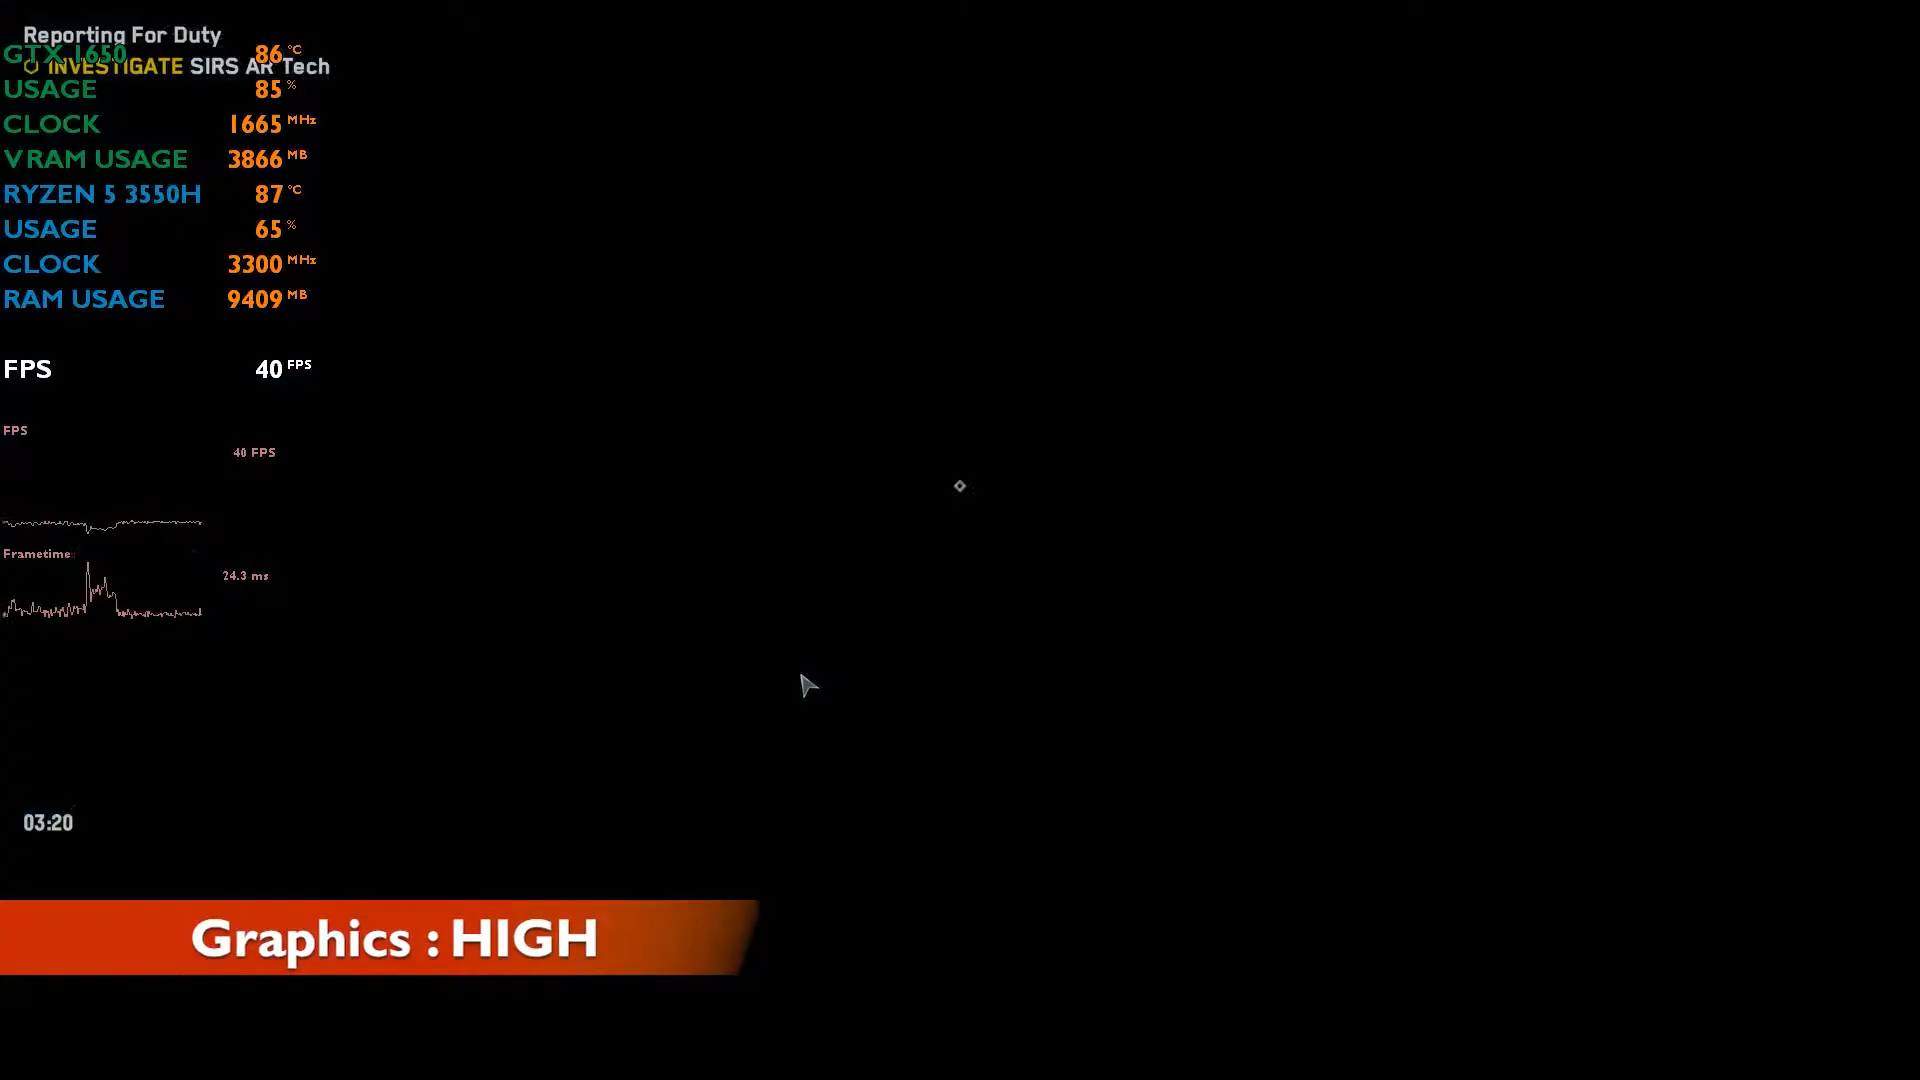 Reporting For Duty
GTX 1650 86 °C
INVESTIGATE SIRS AR Tech
USAGE 85 %
CLOCK 1665 MHz
VRAM USAGE 3866 MB
RYZEN 5 3550H 87 °C
USAGE 65 %
CLOCK 3300 MHz
RAM USAGE 9409 MB
FPS 40 FPS
FPS
40 FPS
Frametime
24.3 ms
03:20
Graphics : HIGH